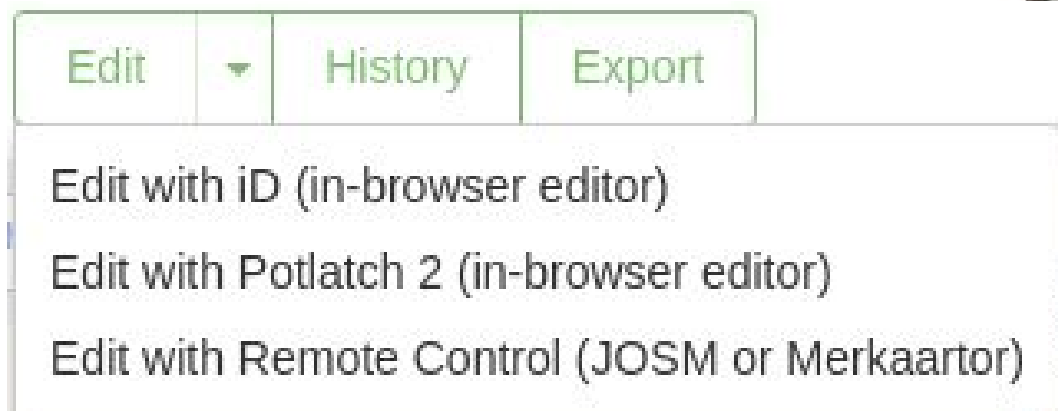 Edit History Export
Edit with iD (in-browser editor)
Edit with Potlatch 2 (in-browser editor)
Edit with Remote Control (JOSM or Merkaartor)